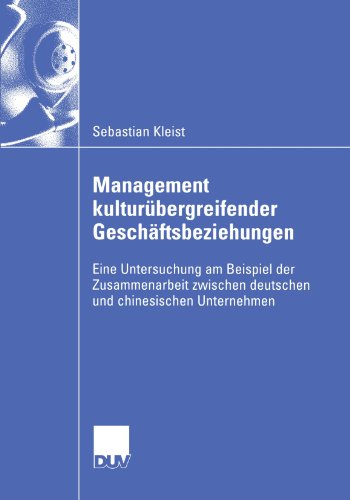 Sebastian Kleist
Management
kulturübergreifender
Geschäftsbeziehungen
Eine Untersuchung am Beispiel der
Zusammenarbeit zwischen deutschen
und chinesischen Unternehmen
DUV